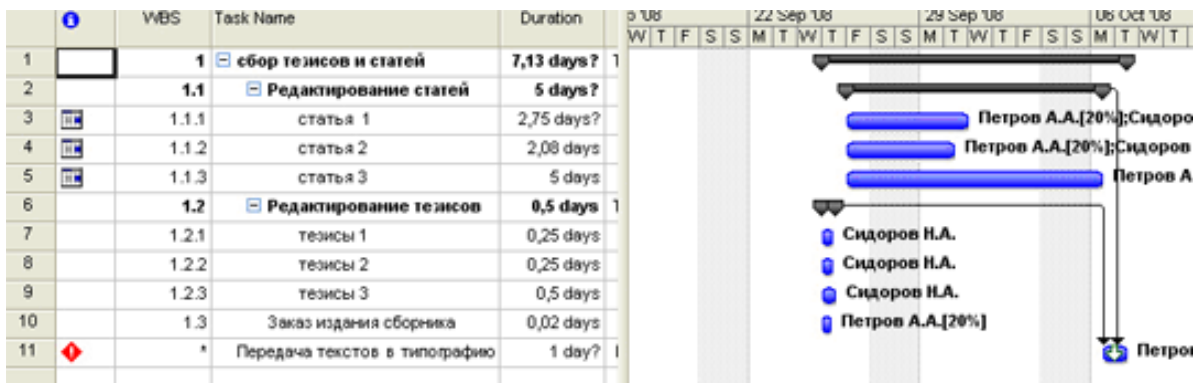 WBS Task Name Duration
'08 22 Sep '08 29 Sep '08 06 Oct '08
W T F S S M T W T F S S M T W T F S S M T W T
1 1 сбор тезисов и статей 7,13 days?
2 1.1 Редактирование статей 5 days?
3 1.1.1 статья 1 2,75 days? Петров А.А.[20%];Сидоро
4 1.1.2 статья 2 2,08 days Петров А.А.[20%];Сидоров
5 1.1.3 статья 3 5 days Петров А
6 1.2 Редактирование тезисов 0,5 days
7 1.2.1 тезисы 1 0,25 days Сидоров Н.А.
8 1.2.2 тезисы 2 0,25 days Сидоров Н.А.
9 1.2.3 тезисы 3 0,5 days Сидоров Н.А.
10 1.3 Заказ издания сборника 0,02 days Петров А.А.[20%]
11 * Передача текстов в типографию 1 day? Петров